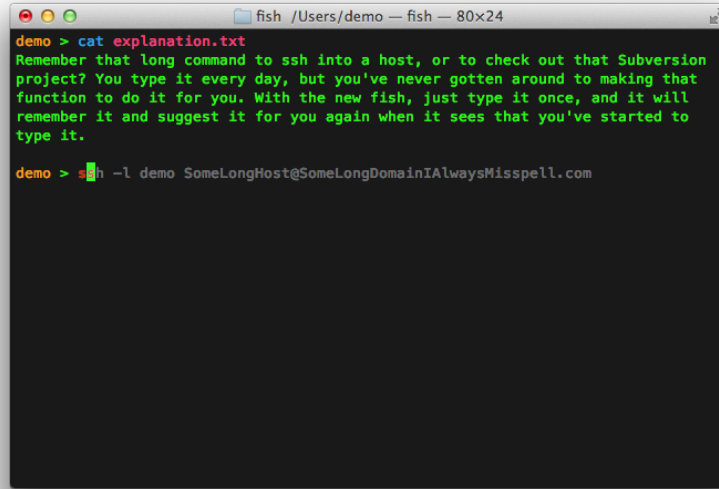 fish /Users/demo — fish — 80×24
demo > cat explanation.txt
Remember that long command to ssh into a host, or to check out that Subversion
project? You type it every day, but you've never gotten around to making that
function to do it for you. With the new fish, just type it once, and it will
remember it and suggest it for you again when it sees that you've started to
type it.
demo > ssh -l demo SomeLongHost@SomeLongDomainIAlwaysMisspell.com